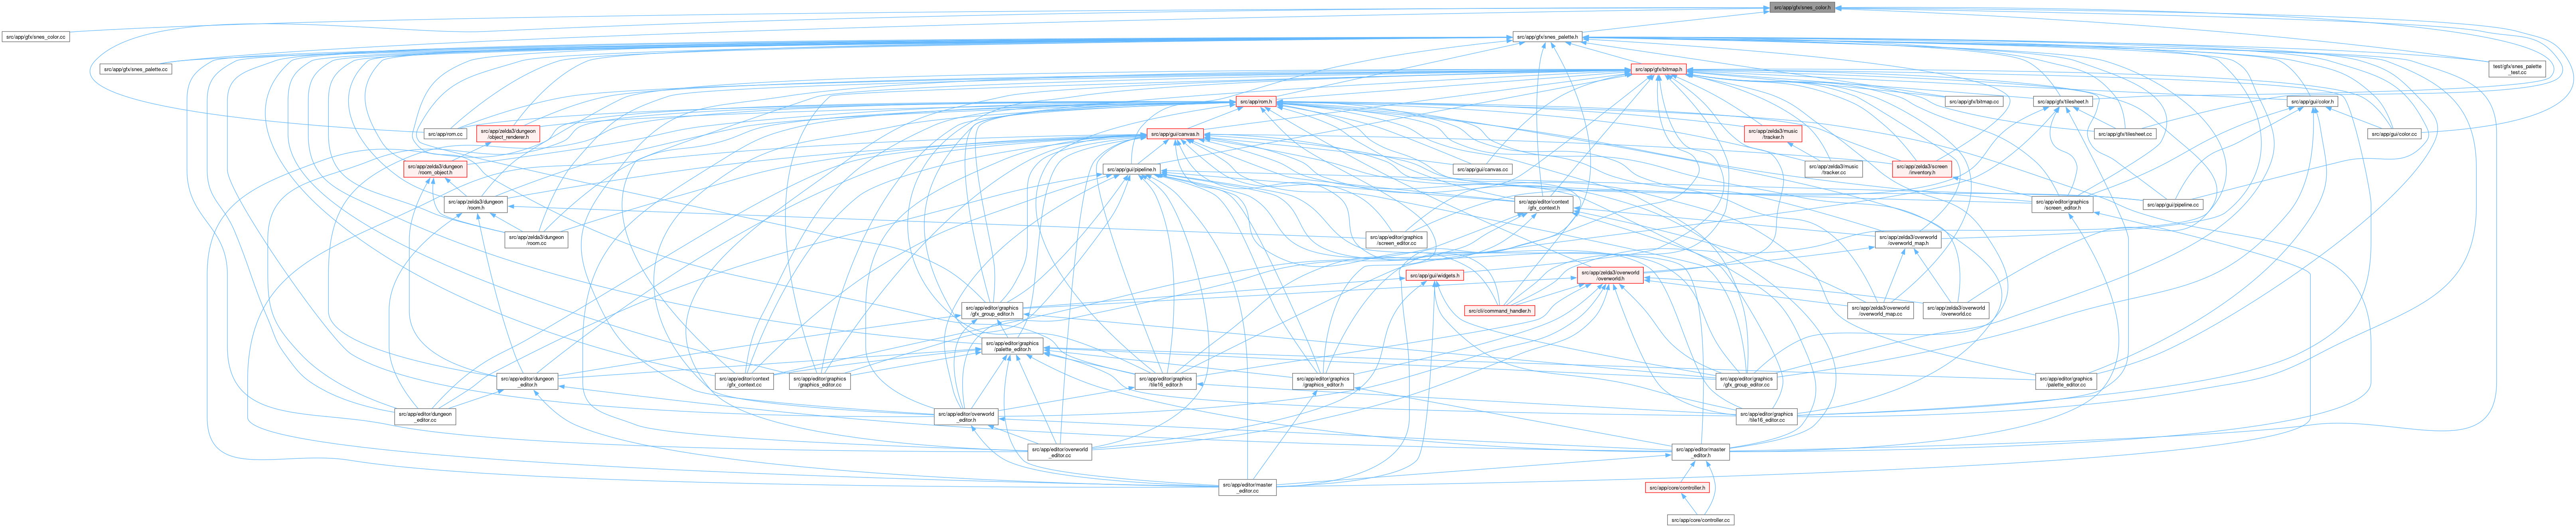 src/app/gfx/snes_color.h
src/app/gfx/snes_color.cc
src/app/gfx/snes_palette.h
src/app/gfx/snes_palette.cc
src/app/gfx/bitmap.h
test/gfx/snes_palette
_test.cc
src/app/rom.h
src/app/gfx/bitmap.cc
src/app/gfx/tilesheet.h
src/app/gui/color.h
src/app/rom.cc
src/app/zelda3/dungeon
/object_renderer.h
src/app/gui/canvas.h
src/app/zelda3/music
/tracker.h
src/app/gfx/tilesheet.cc
src/app/gui/color.cc
src/app/zelda3/dungeon
/room_object.h
src/app/gui/pipeline.h
src/app/gui/canvas.cc
src/app/zelda3/music
/tracker.cc
src/app/zelda3/screen
/inventory.h
src/app/zelda3/dungeon
/room.h
src/app/editor/context
/gfx_context.h
src/app/editor/graphics
/screen_editor.h
src/app/gui/pipeline.cc
src/app/zelda3/dungeon
/room.cc
src/app/editor/graphics
/screen_editor.cc
src/app/zelda3/overworld
/overworld_map.h
src/app/gui/widgets.h
src/app/zelda3/overworld
/overworld.h
src/app/editor/graphics
/gfx_group_editor.h
src/cli/command_handler.h
src/app/zelda3/overworld
/overworld_map.cc
src/app/zelda3/overworld
/overworld.cc
src/app/editor/graphics
/palette_editor.h
src/app/editor/dungeon
_editor.h
src/app/editor/context
/gfx_context.cc
src/app/editor/graphics
/graphics_editor.cc
src/app/editor/graphics
/tile16_editor.h
src/app/editor/graphics
/graphics_editor.h
src/app/editor/graphics
/gfx_group_editor.cc
src/app/editor/graphics
/palette_editor.cc
src/app/editor/dungeon
_editor.cc
src/app/editor/overworld
_editor.h
src/app/editor/graphics
/tile16_editor.cc
src/app/editor/overworld
_editor.cc
src/app/editor/master
_editor.h
src/app/editor/master
_editor.cc
src/app/core/controller.h
src/app/core/controller.cc